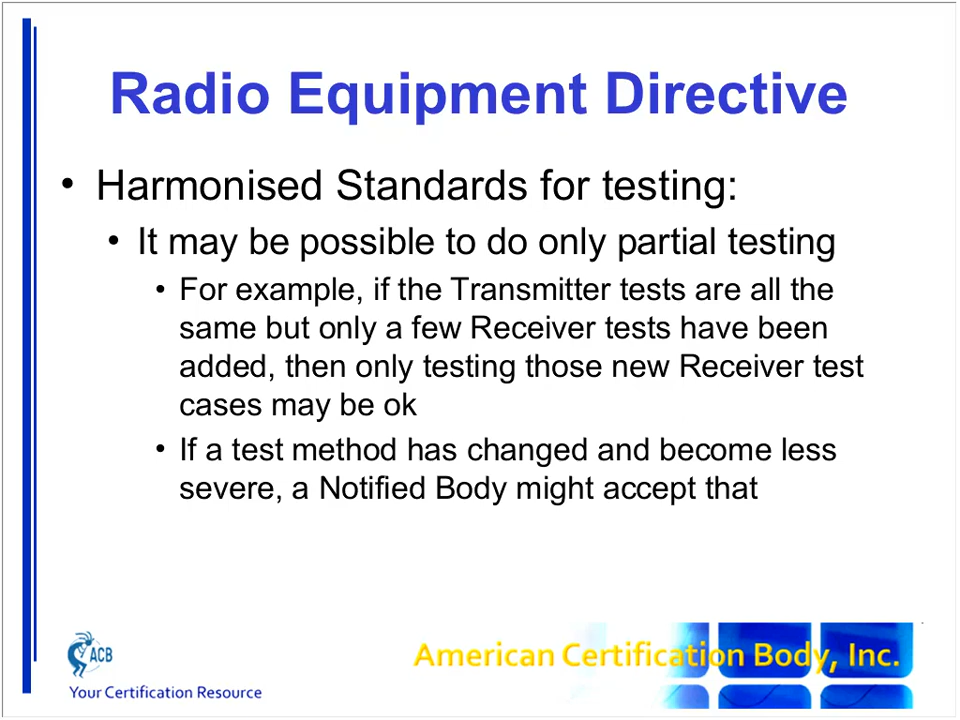 Radio Equipment Directive
• Harmonised Standards for testing:
• It may be possible to do only partial testing
• For example, if the Transmitter tests are all the
same but only a few Receiver tests have been
added, then only testing those new Receiver test
cases may be ok
• If a test method has changed and become less
severe, a Notified Body might accept that
ACB
American Certification Body, Inc.
Your Certification Resource